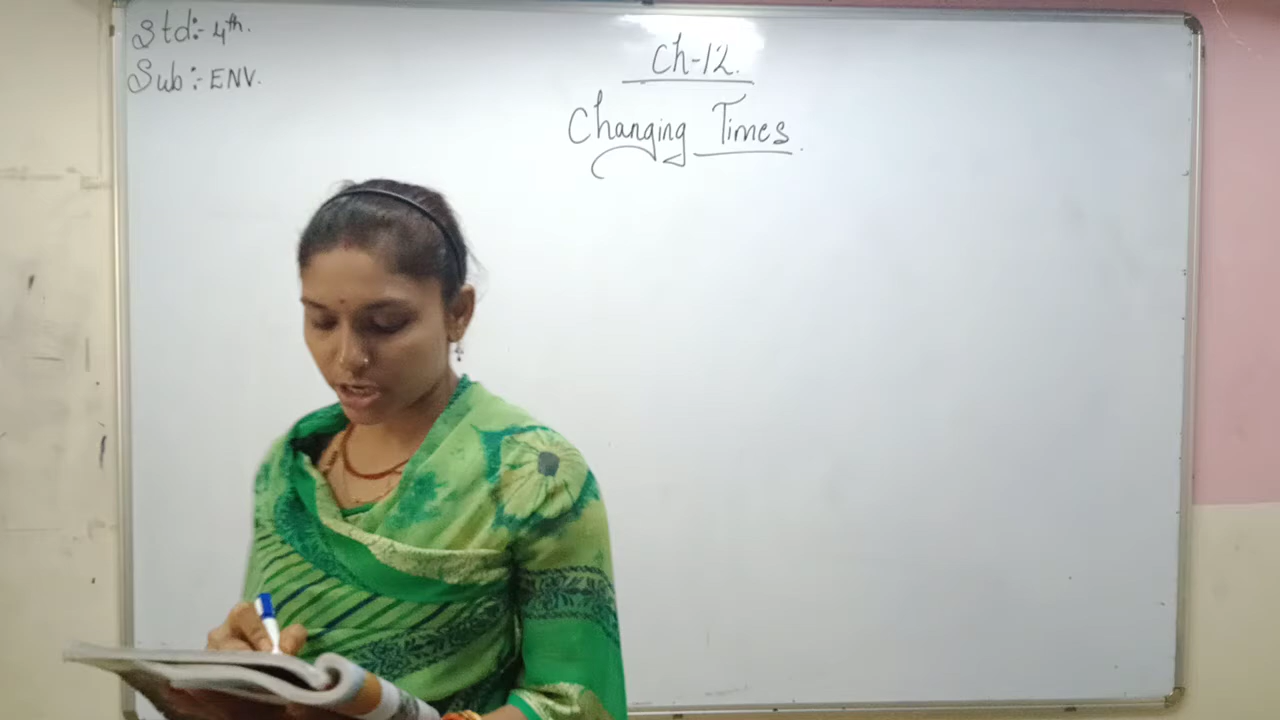 Std:- 4th.
Sub:- ENV.
Ch-12.
Changing Times.